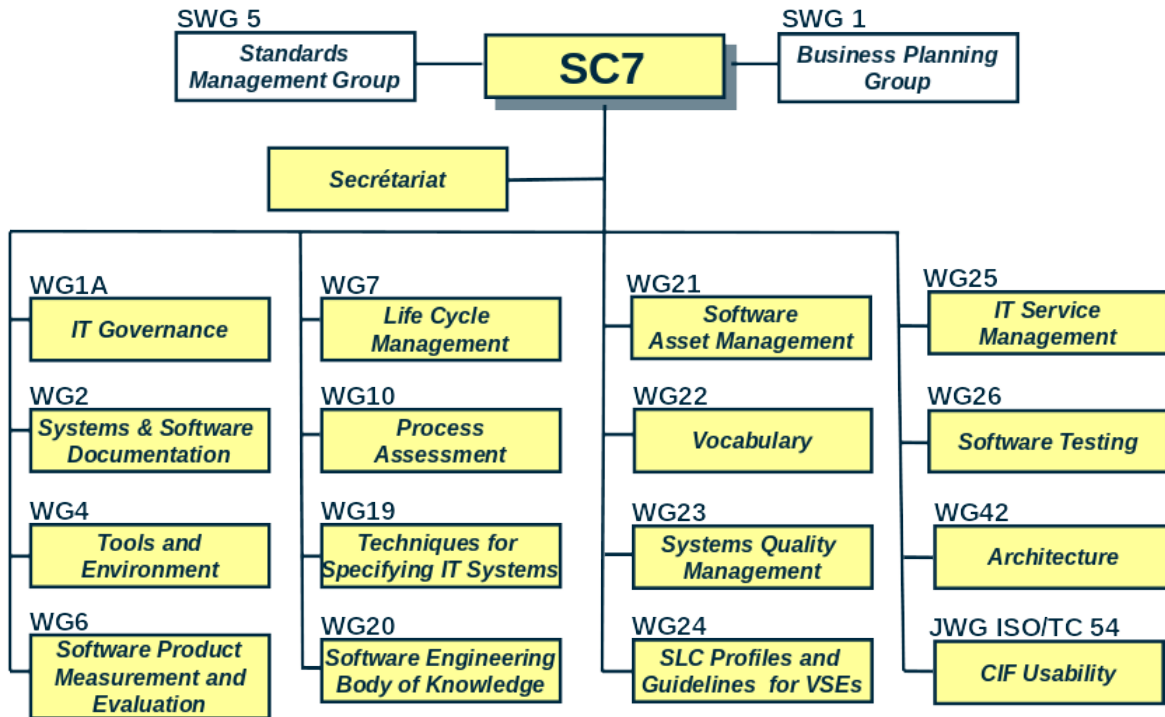 SWG 5
Standards
Management Group
SC7
SWG 1
Business Planning
Group
Secrétariat
WG1A
IT Governance
WG2
Systems & Software
Documentation
WG4
Tools and
Environment
WG6
Software Product
Measurement and
Evaluation
WG7
Life Cycle
Management
WG10
Process
Assessment
WG19
Techniques for
Specifying IT Systems
WG20
Software Engineering
Body of Knowledge
WG21
Software
Asset Management
WG22
Vocabulary
WG23
Systems Quality
Management
WG24
SLC Profiles and
Guidelines for VSEs
WG25
IT Service
Management
WG26
Software Testing
WG42
Architecture
JWG ISO/TC 54
CIF Usability